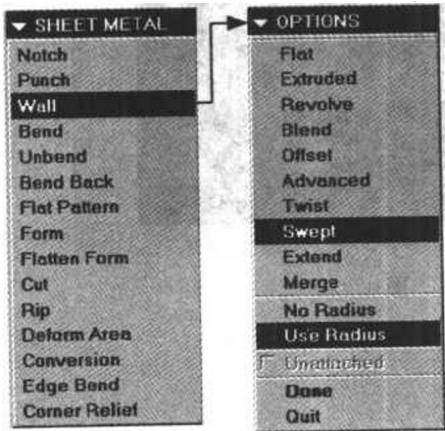 SHEET METAL
Notch
Punch
Wall
Bend
Unbend
Bend Back
Flat Pattern
Form
Flatten Form
Cut
Rip
Deform Area
Conversion
Edge Bend
Corner Relief
OPTIONS
Flat
Extruded
Revolve
Blend
Offset
Advanced
Twist
Swept
Extend
Merge
No Radius
Use Radius
Unattached
Done
Quit